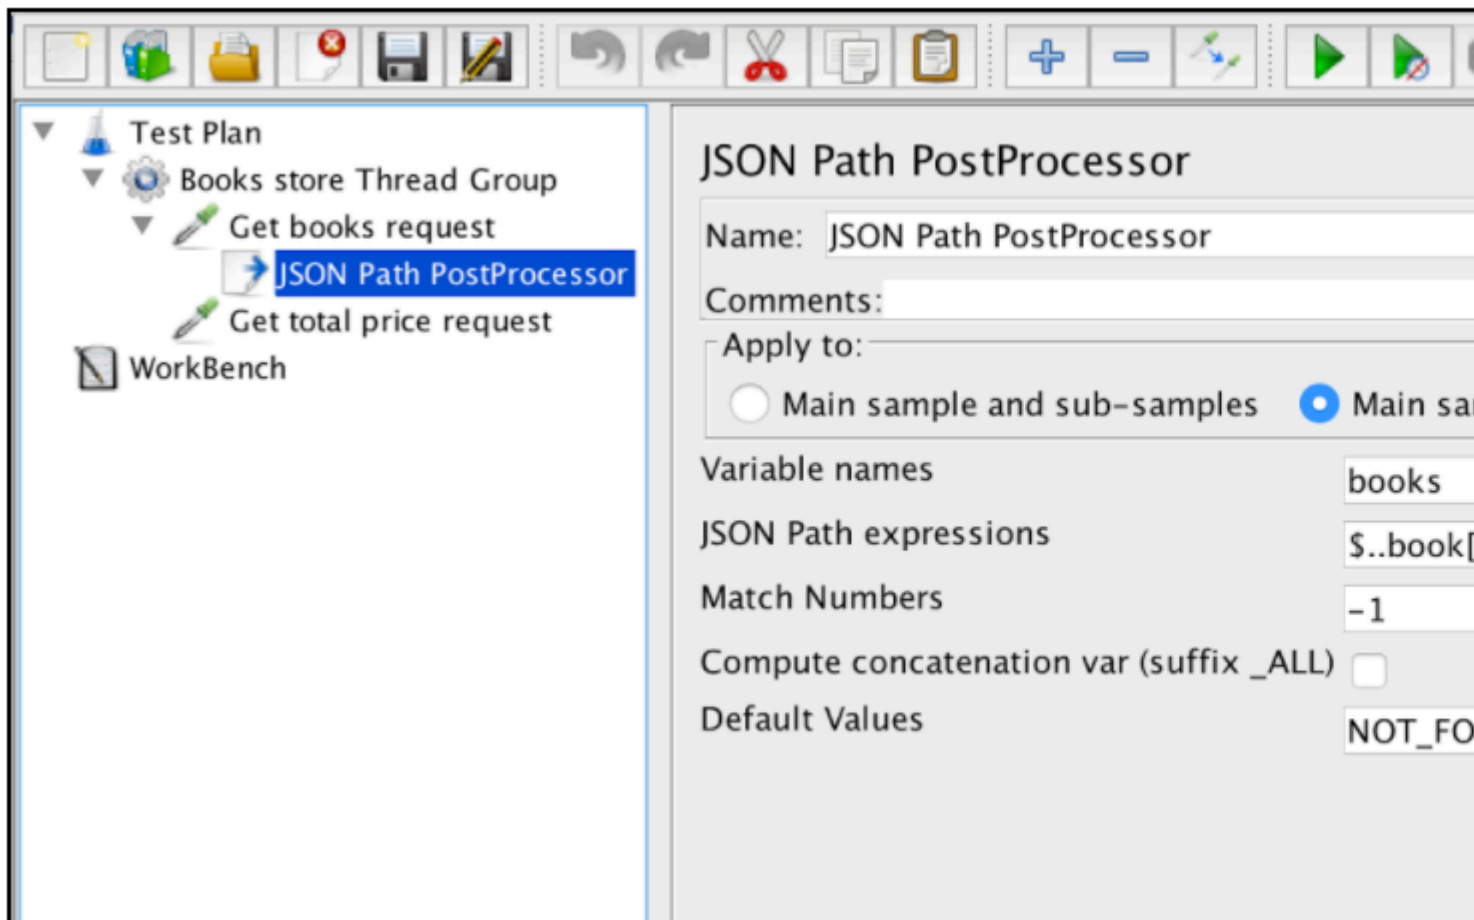 Test Plan
Books store Thread Group
Get books request
JSON Path PostProcessor
Get total price request
WorkBench
JSON Path PostProcessor
Name: JSON Path PostProcessor
Comments:
Apply to:
Main sample and sub-samples Main sa
Variable names books
JSON Path expressions $..book[
Match Numbers -1
Compute concatenation var (suffix _ALL)
Default Values NOT_FO